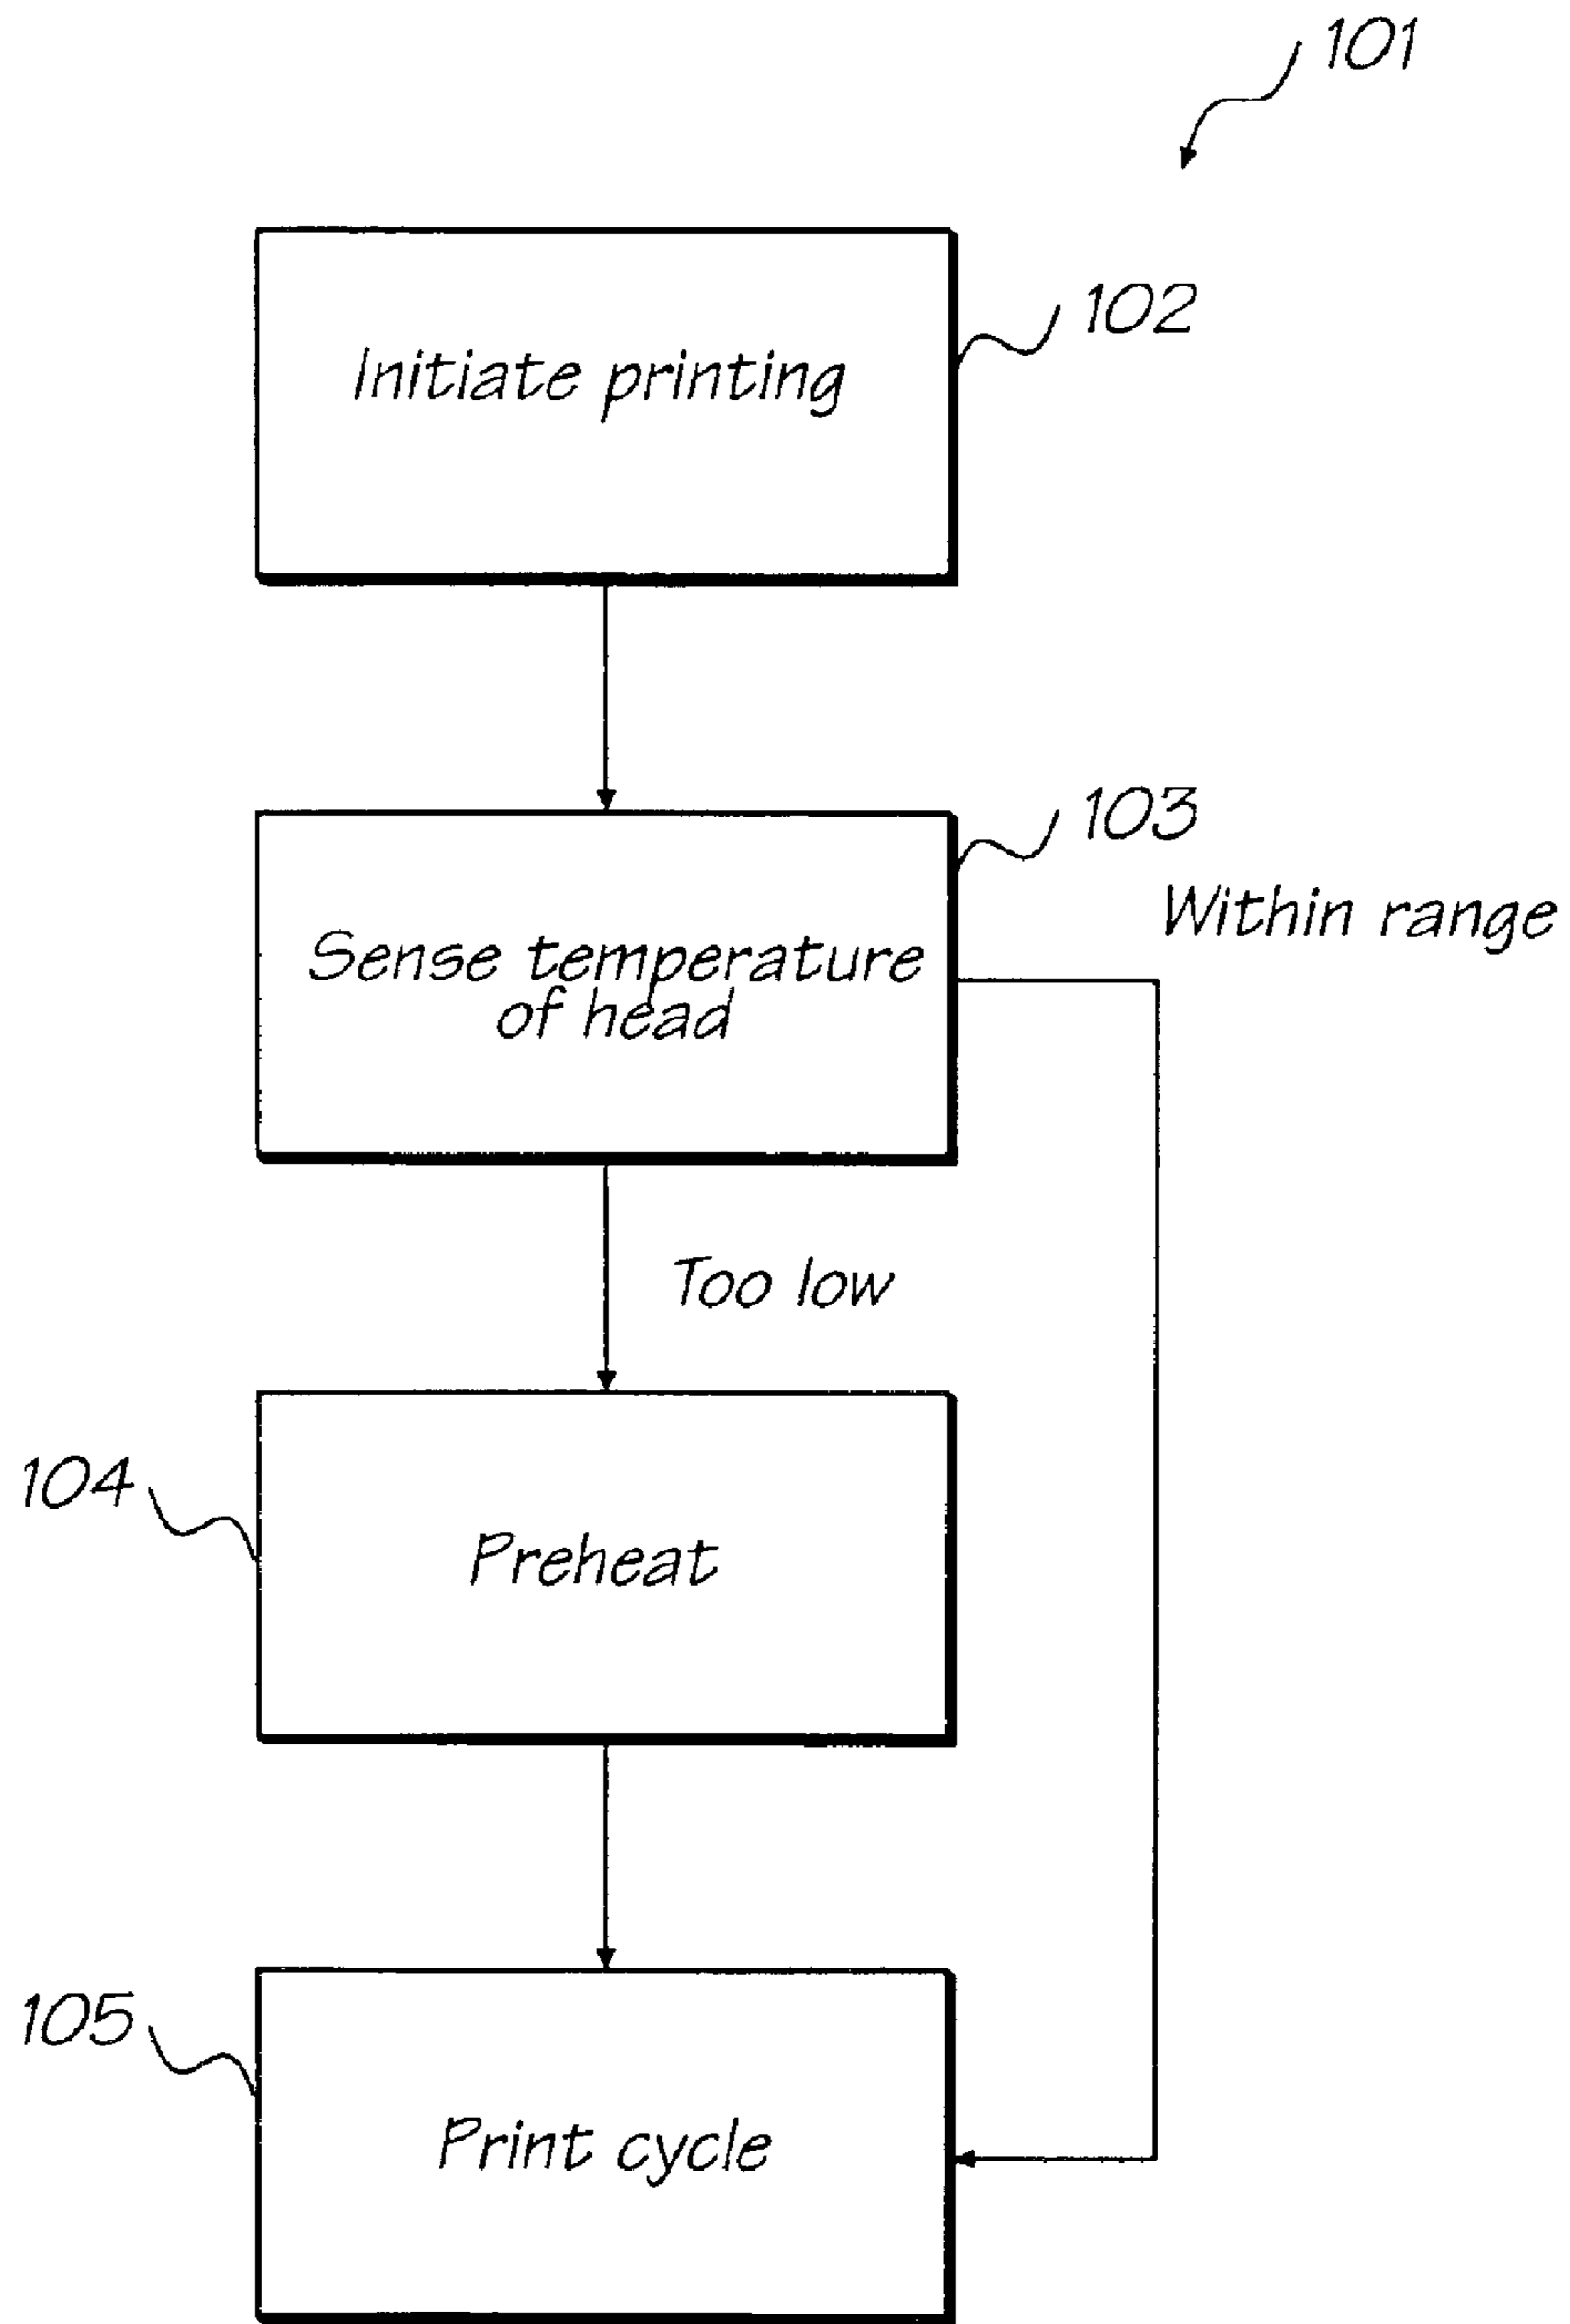 101
Initiate printing
102
103
Within range
Sense temperature
of head
Too low
104
Preheat
105
Print cycle